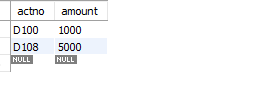 actno amount
D100 1000
D108 5000
NULL NULL